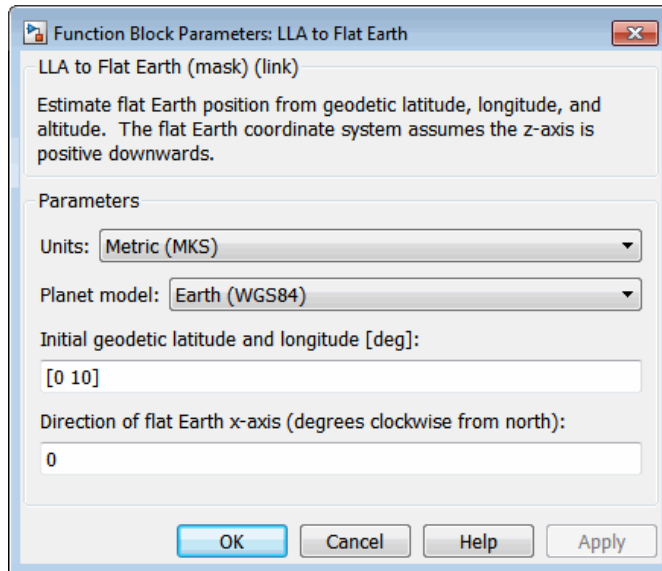 Function Block Parameters: LLA to Flat Earth
LLA to Flat Earth (mask) (link)
Estimate flat Earth position from geodetic latitude, longitude, and
altitude.  The flat Earth coordinate system assumes the z-axis is
positive downwards.
Parameters
Units: Metric (MKS)
Planet model: Earth (WGS84)
Initial geodetic latitude and longitude [deg]:
[0 10]
Direction of flat Earth x-axis (degrees clockwise from north):
0
OK Cancel Help Apply